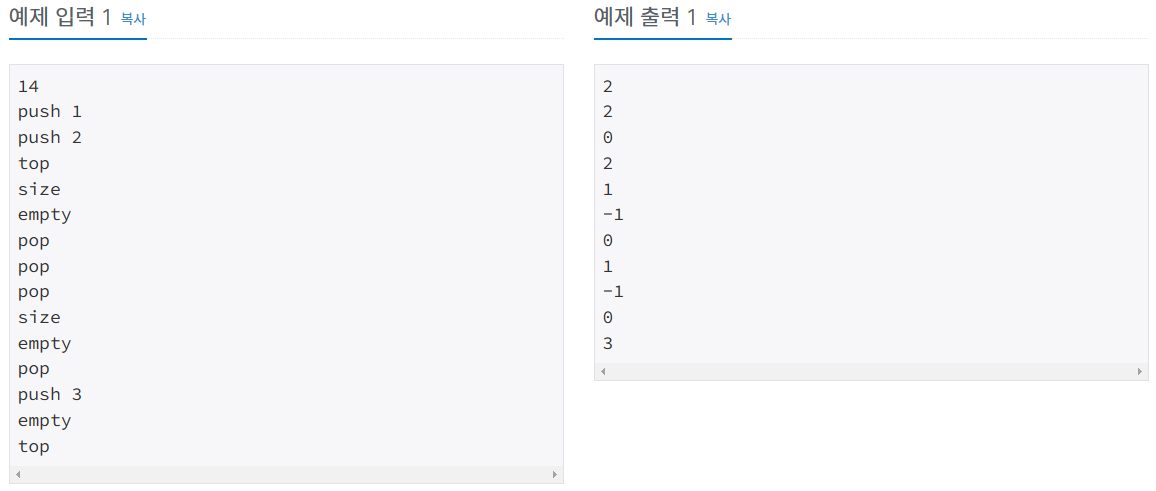 예제 입력 1 복사
14
push 1
push 2
top
size
empty
pop
pop
pop
size
empty
pop
push 3
empty
top
예제 출력 1 복사
2
2
0
2
1
-1
0
1
-1
0
3